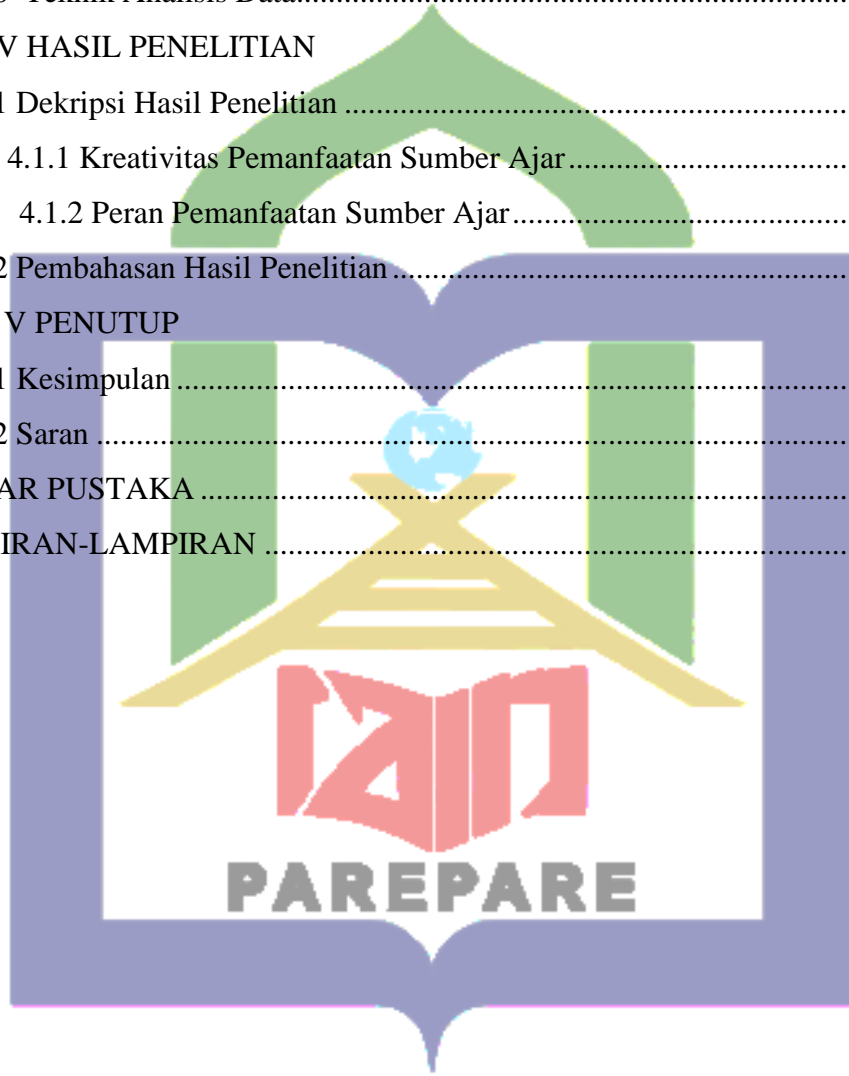 Teknik Analisis Data..............................................................................
V HASIL PENELITIAN
1 Dekripsi Hasil Penelitian ......................................................................
4.1.1 Kreativitas Pemanfaatan Sumber Ajar.......................................
4.1.2 Peran Pemanfaatan Sumber Ajar..............................................
2 Pembahasan Hasil Penelitian ................................................................
V PENUTUP
1 Kesimpulan ...........................................................................................
2 Saran .....................................................................................................
AR PUSTAKA ........................................................................................
IRAN-LAMPIRAN ................................................................................
PAREPARE